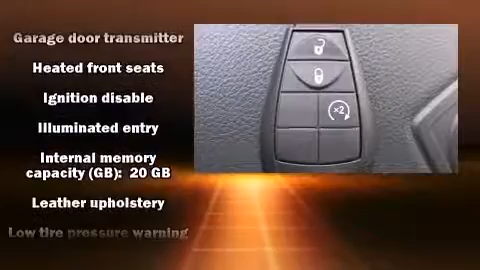 Garage door transmitter
Heated front seats
Ignition disable
Illuminated entry
Internal memory
capacity (GB): 20 GB
Leather upholstery
Low tire pressure warning
x2